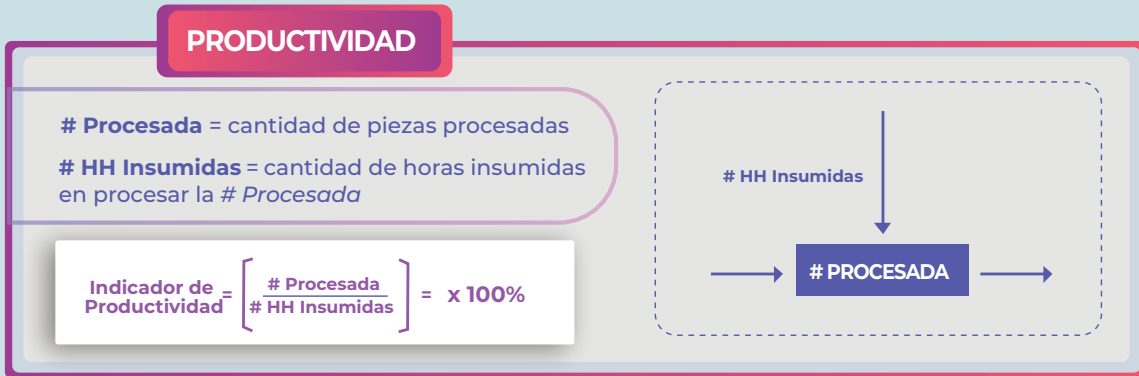 PRODUCTIVIDAD
# Procesada = cantidad de piezas procesadas
# HH Insumidas = cantidad de horas insumidas
en procesar la # Procesada
Indicador de
Productividad = [ # Procesada / # HH Insumidas ] = x 100%
# HH Insumidas
# PROCESADA